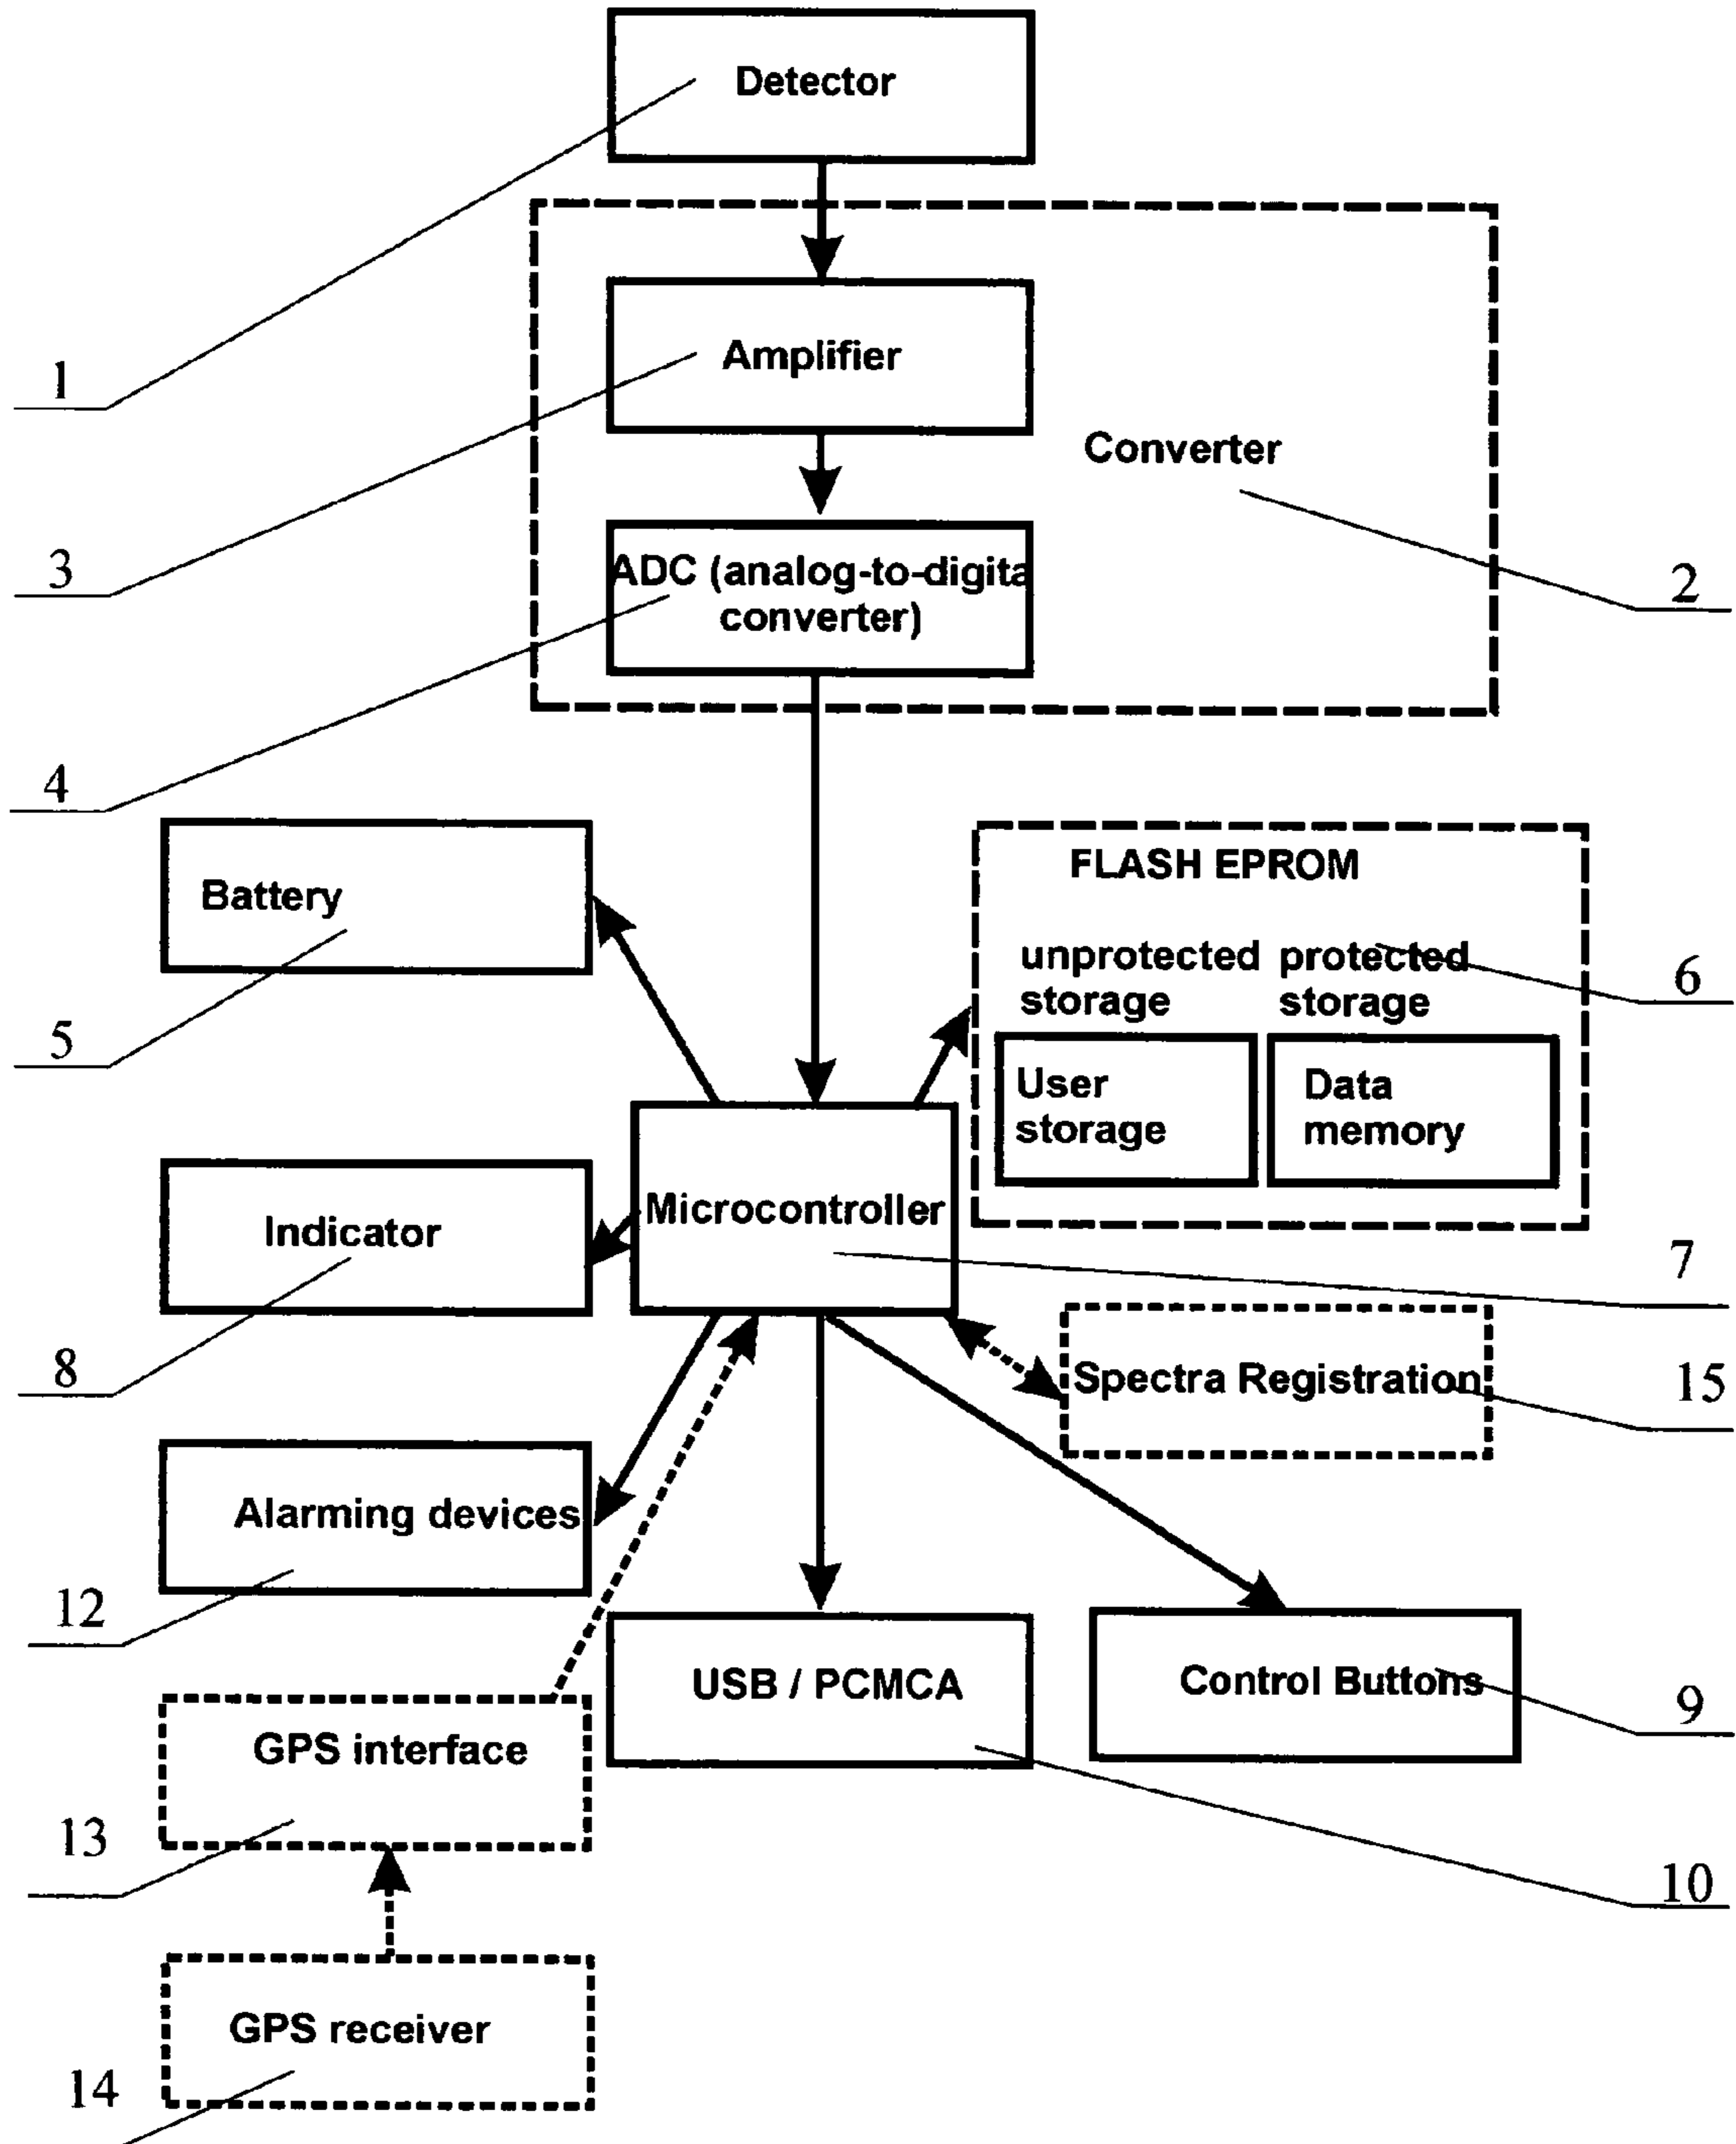 Detector
1
Amplifier
Converter
3
ADC (analog-to-digita
converter)
2
4
Battery
5
FLASH EPROM
unprotected
storage
protected
storage
6
User
storage
Data
memory
Microcontroller
7
Indicator
8
Spectra Registration
15
Alarming devices
12
USB / PCMCA
10
Control Buttons
9
GPS interface
13
GPS receiver
14